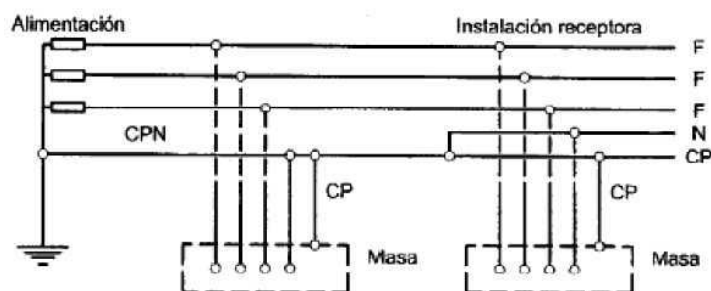 Alimentación
Instalación receptora
F
F
F
N
CPN
CP
CP
CP
Masa
Masa